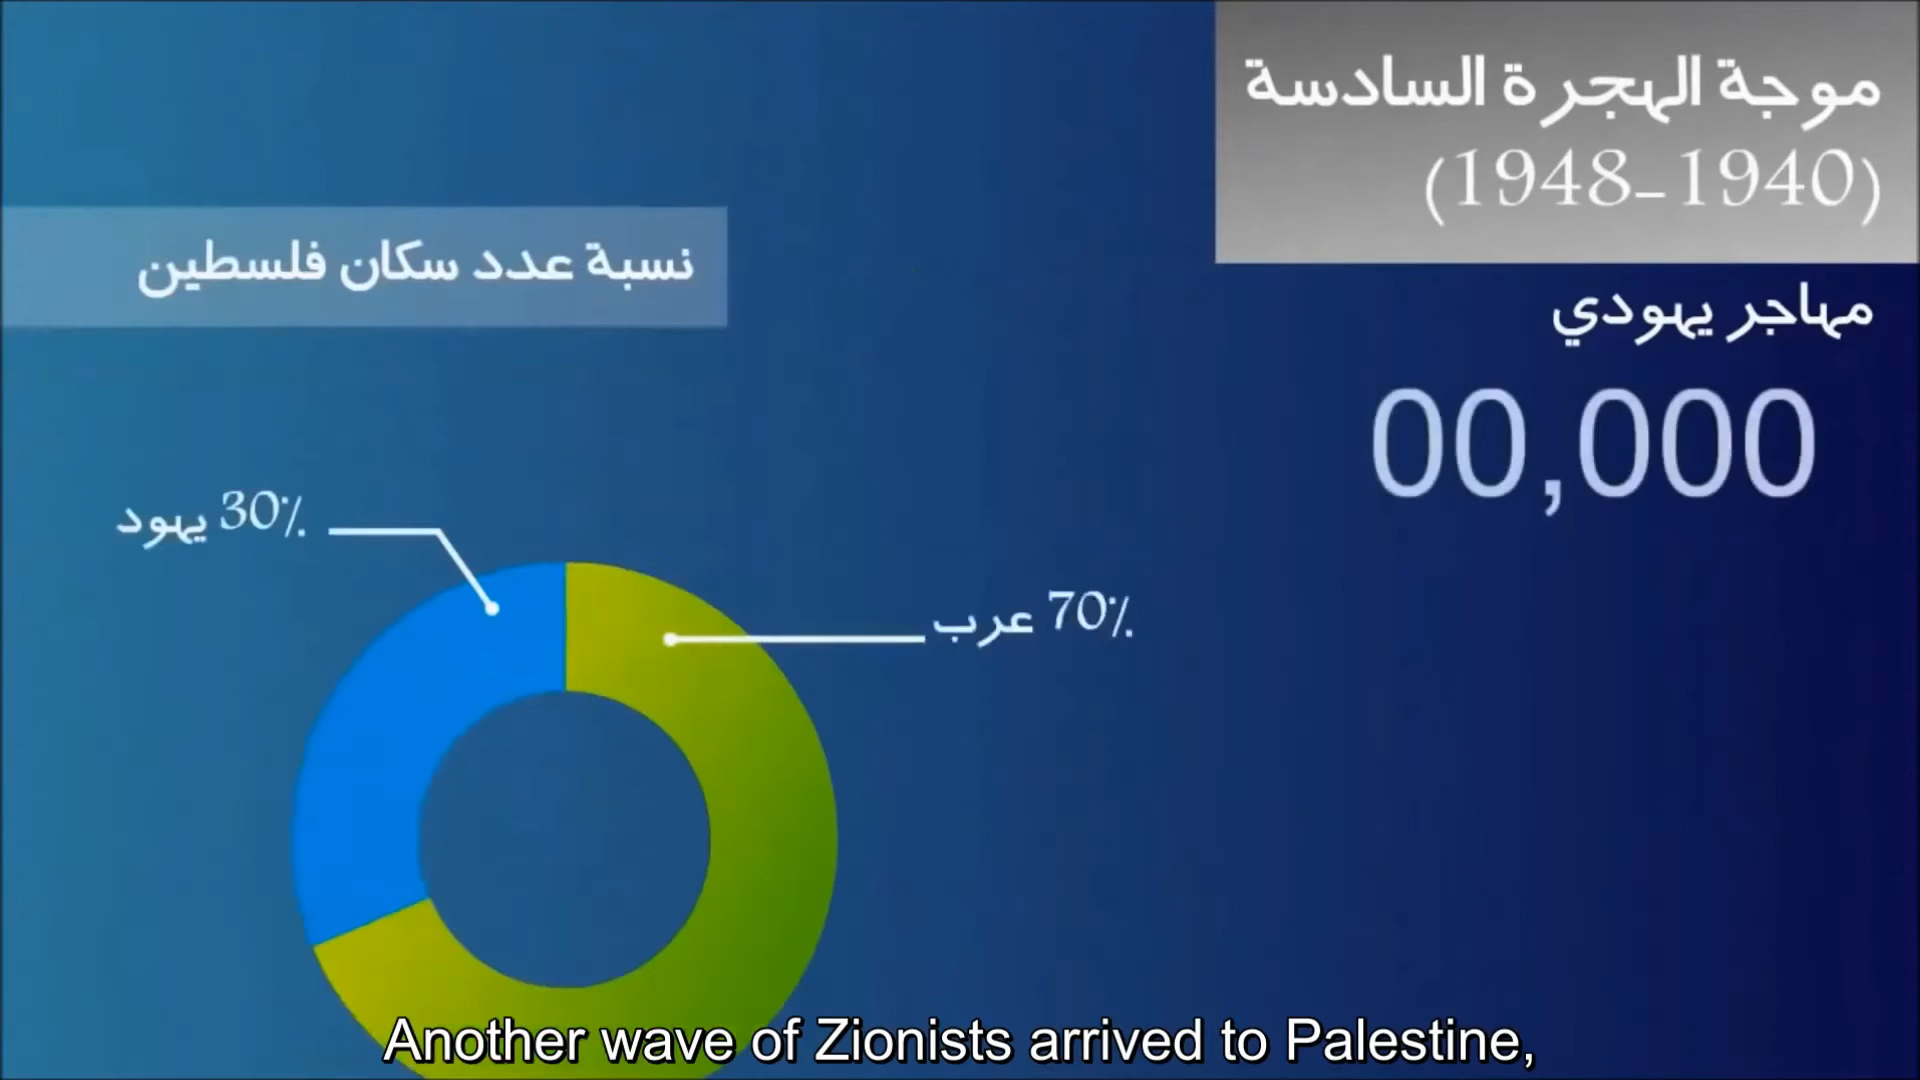 موجة الهجرة السادسة
(1948-1940)
مهاجر يهودي
00,000
نسبة عدد سكان فلسطين
30% يهود
70% عرب
Another wave of Zionists arrived to Palestine,